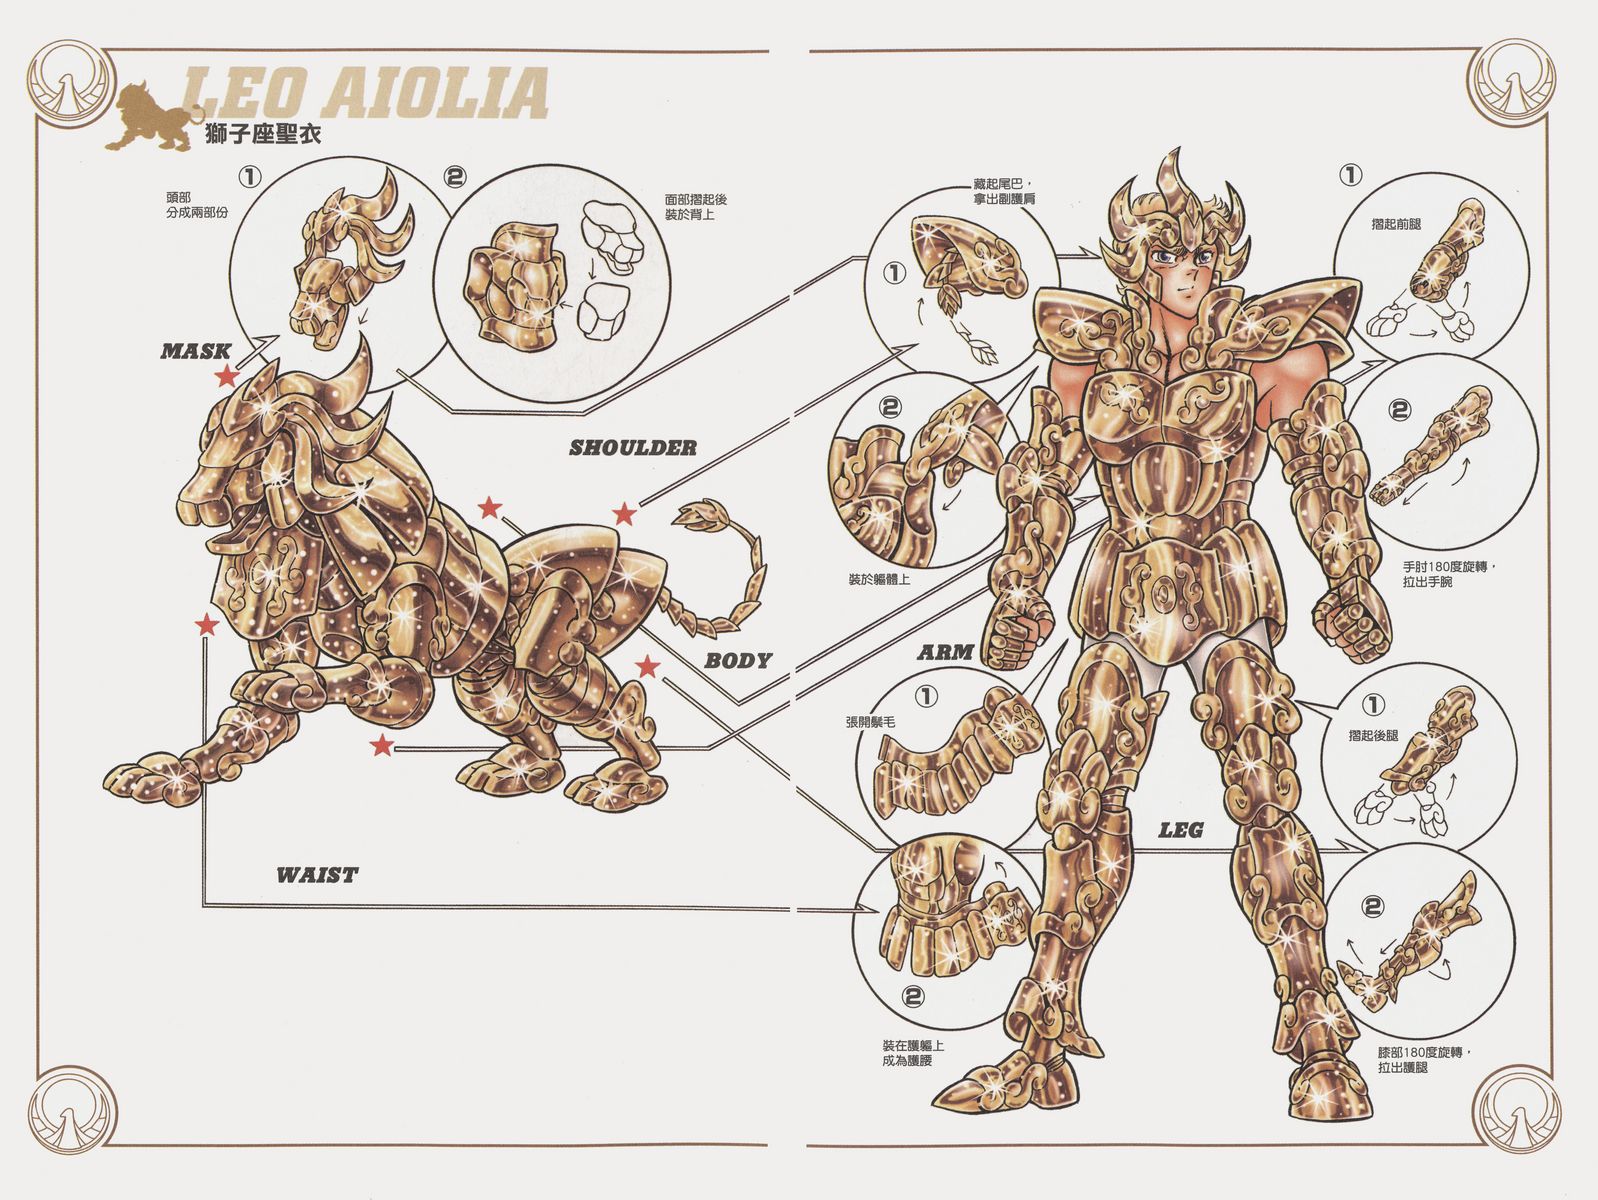 LEO AIOLIA
獅子座聖衣
①
頭部
分成兩部份
②
面部摺起後
裝於背上
MASK
SHOULDER
BODY
WAIST
①
藏起尾巴，
拿出副護肩
②
裝於軀體上
ARM
①
張開鬃毛
②
裝在護軀上
成為護腰
①
摺起前腿
②
手肘180度旋轉，
拉出手腕
LEG
①
摺起後腿
②
膝部180度旋轉，
拉出護腿